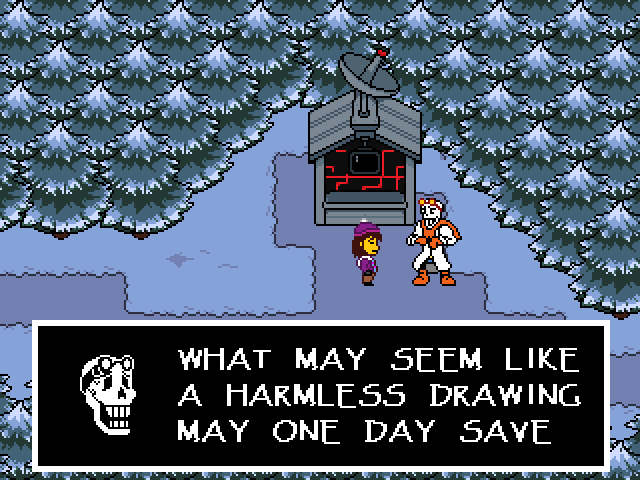 WHAT MAY SEEM LIKE
A HARMLESS DRAWING
MAY ONE DAY SAVE